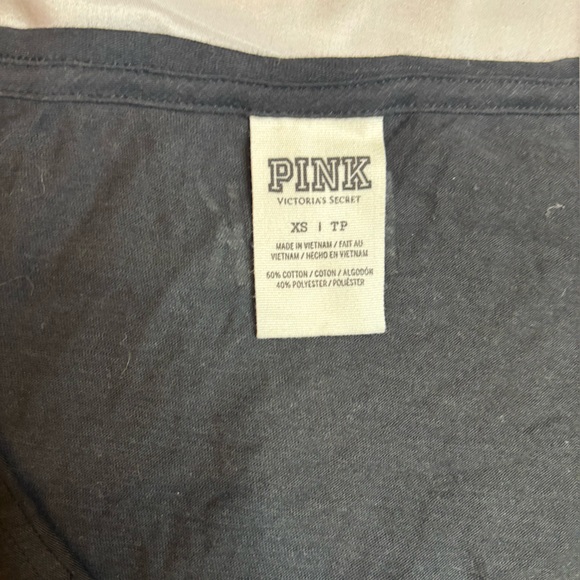 PINK
VICTORIA'S SECRET
XS | TP
MADE IN VIETNAM / FAIT AU
VIETNAM / HECHO EN VIETNAM
60% COTTON / COTON / ALGODÓN
40% POLYESTER / POLIÉSTER